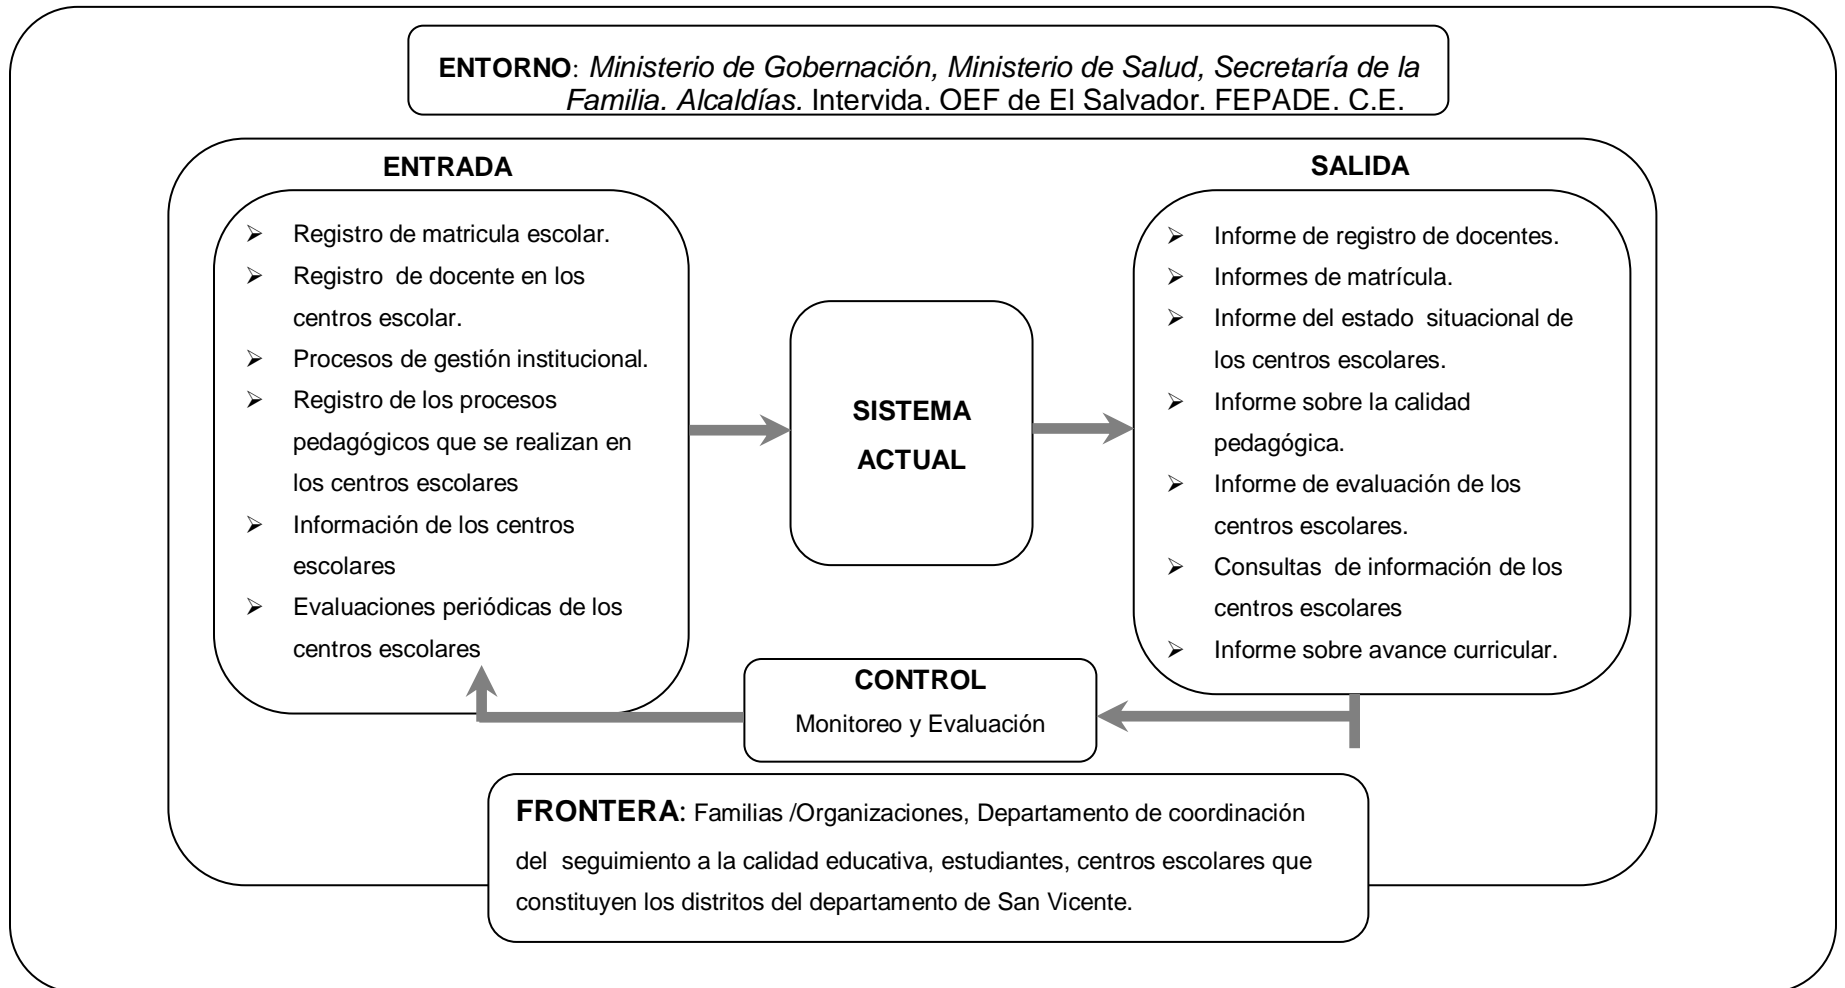 ENTORNO: Ministerio de Gobernación, Ministerio de Salud, Secretaría de la
Familia. Alcaldías. Intervida. OEF de El Salvador. FEPADE. C.E.
ENTRADA
➢ Registro de matricula escolar.
➢ Registro de docente en los
centros escolar.
➢ Procesos de gestión institucional.
➢ Registro de los procesos
pedagógicos que se realizan en
los centros escolares
➢ Información de los centros
escolares
➢ Evaluaciones periódicas de los
centros escolares
SISTEMA
ACTUAL
SALIDA
➢ Informe de registro de docentes.
➢ Informes de matrícula.
➢ Informe del estado situacional de
los centros escolares.
➢ Informe sobre la calidad
pedagógica.
➢ Informe de evaluación de los
centros escolares.
➢ Consultas de información de los
centros escolares
➢ Informe sobre avance curricular.
CONTROL
Monitoreo y Evaluación
FRONTERA: Familias /Organizaciones, Departamento de coordinación
del seguimiento a la calidad educativa, estudiantes, centros escolares que
constituyen los distritos del departamento de San Vicente.